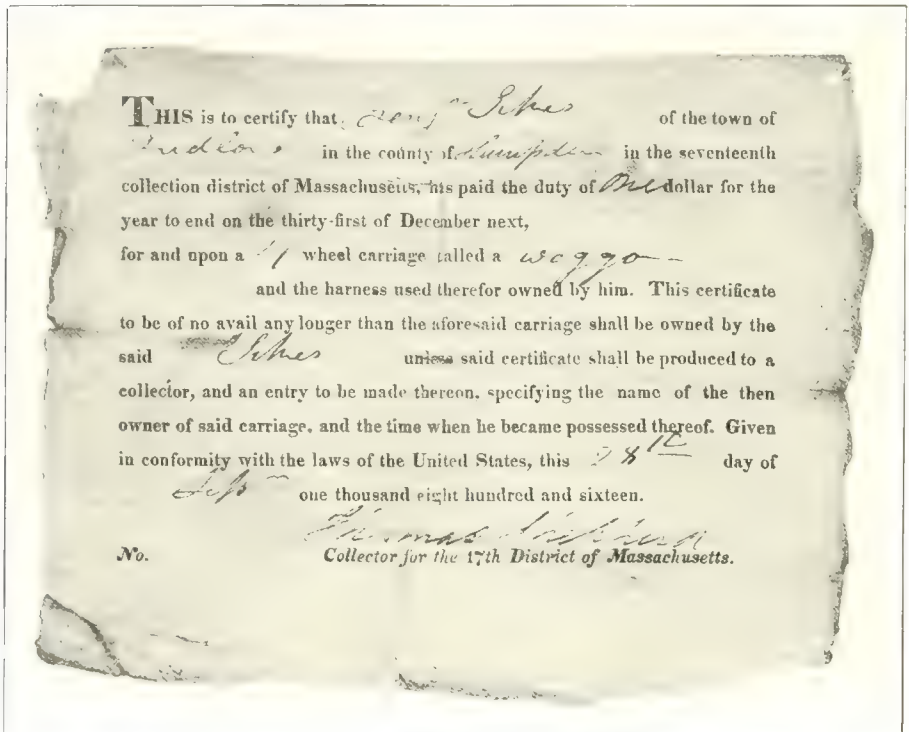 THIS is to certify that Benjn Sikes of the town of
Ludlow in the county of Hampden in the seventeenth
collection district of Massachusetts, has paid the duty of One dollar for the
year to end on the thirty-first of December next,
for and upon a 4 wheel carriage called a waggon
and the harness used therefor owned by him. This certificate
to be of no avail any longer than the aforesaid carriage shall be owned by the
said Sikes unless said certificate shall be produced to a
collector, and an entry to be made thereon. specifying the name of the then
owner of said carriage, and the time when he became possessed thereof. Given
in conformity with the laws of the United States, this 28th day of
Sept one thousand eight hundred and sixteen.
Thomas
No. Collector for the 17th District of Massachusetts.